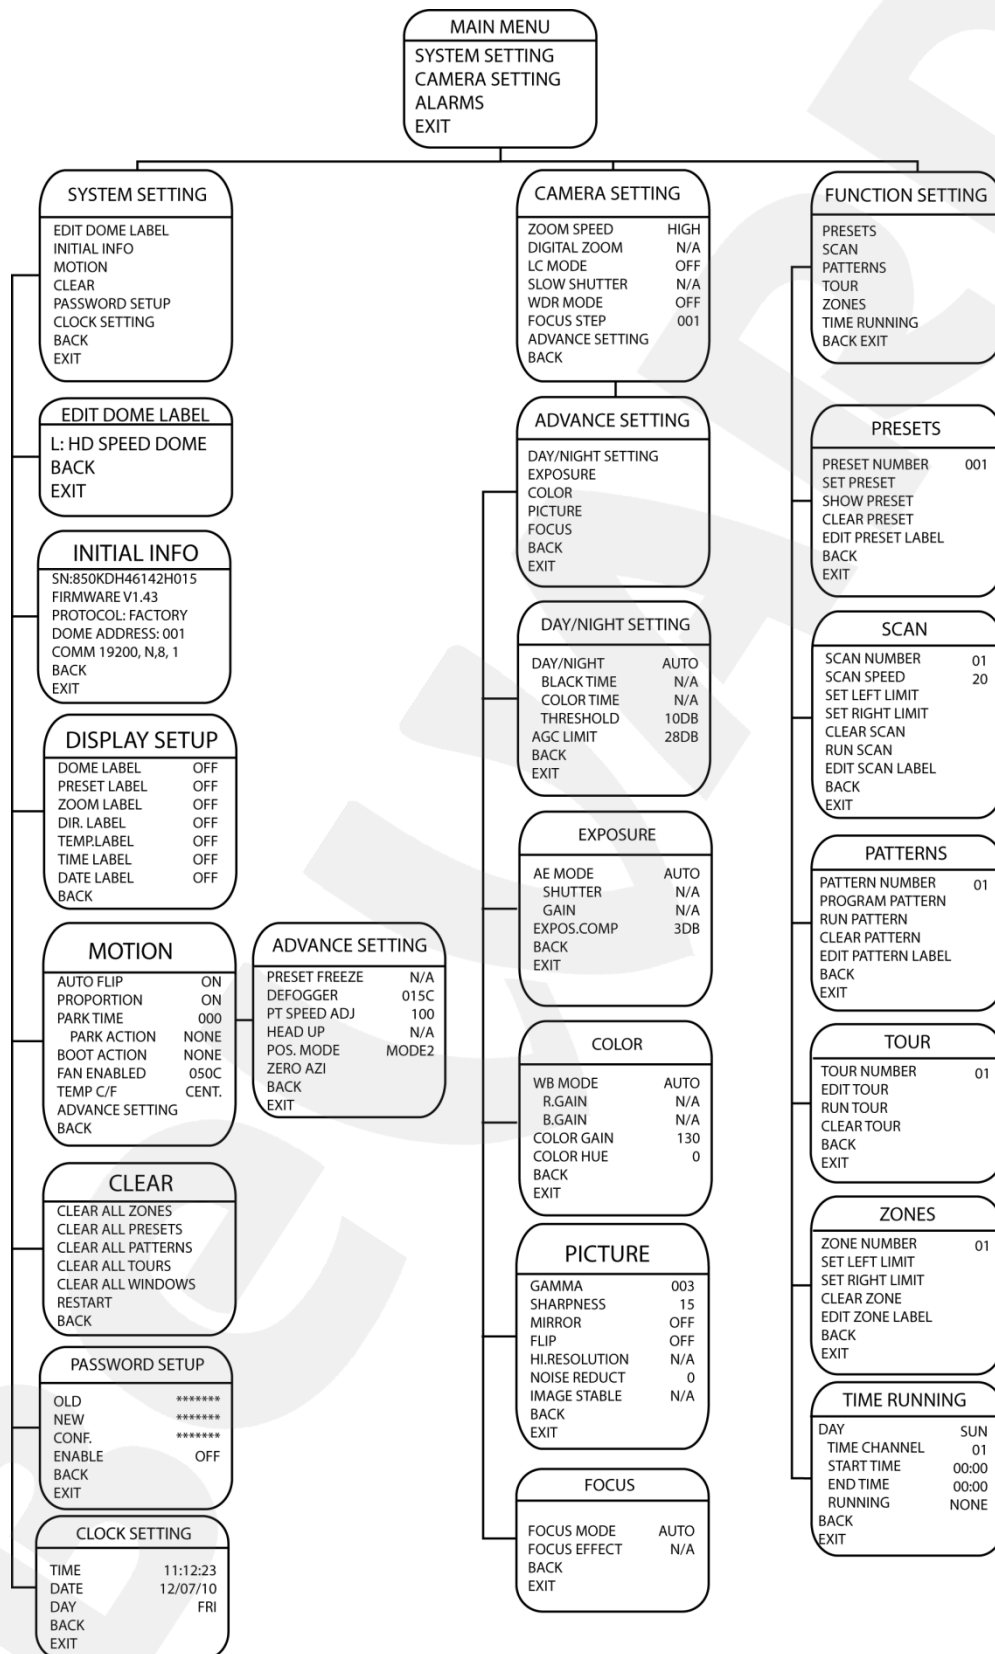 MAIN MENU
SYSTEM SETTING
CAMERA SETTING
ALARMS
EXIT
SYSTEM SETTING
EDIT DOME LABEL
INITIAL INFO
MOTION
CLEAR
PASSWORD SETUP
CLOCK SETTING
BACK
EXIT
EDIT DOME LABEL
L: HD SPEED DOME
BACK
EXIT
INITIAL INFO
SN:850KDH46142H015
FIRMWARE V1.43
PROTOCOL: FACTORY
DOME ADDRESS: 001
COMM 19200, N,8, 1
BACK
EXIT
DISPLAY SETUP
DOME LABEL OFF
PRESET LABEL OFF
ZOOM LABEL OFF
DIR. LABEL OFF
TEMP.LABEL OFF
TIME LABEL OFF
DATE LABEL OFF
BACK
MOTION
AUTO FLIP ON
PROPORTION ON
PARK TIME 000
PARK ACTION NONE
BOOT ACTION NONE
FAN ENABLED 050C
TEMP C/F CENT.
ADVANCE SETTING
BACK
ADVANCE SETTING
PRESET FREEZE N/A
DEFOGGER 015C
PT SPEED ADJ 100
HEAD UP N/A
POS. MODE MODE2
ZERO AZI
BACK
EXIT
CLEAR
CLEAR ALL ZONES
CLEAR ALL PRESETS
CLEAR ALL PATTERNS
CLEAR ALL TOURS
CLEAR ALL WINDOWS
RESTART
BACK
PASSWORD SETUP
OLD *******
NEW *******
CONF. *******
ENABLE OFF
BACK
EXIT
CLOCK SETTING
TIME 11:12:23
DATE 12/07/10
DAY FRI
BACK
EXIT
CAMERA SETTING
ZOOM SPEED HIGH
DIGITAL ZOOM N/A
LC MODE OFF
SLOW SHUTTER N/A
WDR MODE OFF
FOCUS STEP 001
ADVANCE SETTING
BACK
ADVANCE SETTING
DAY/NIGHT SETTING
EXPOSURE
COLOR
PICTURE
FOCUS
BACK
EXIT
DAY/NIGHT SETTING
DAY/NIGHT AUTO
BLACK TIME N/A
COLOR TIME N/A
THRESHOLD 10DB
AGC LIMIT 28DB
BACK
EXIT
EXPOSURE
AE MODE AUTO
SHUTTER N/A
GAIN N/A
EXPOS.COMP 3DB
BACK
EXIT
COLOR
WB MODE AUTO
R.GAIN N/A
B.GAIN N/A
COLOR GAIN 130
COLOR HUE 0
BACK
EXIT
PICTURE
GAMMA 003
SHARPNESS 15
MIRROR OFF
FLIP OFF
HI.RESOLUTION N/A
NOISE REDUCT 0
IMAGE STABLE N/A
BACK
EXIT
FOCUS
FOCUS MODE AUTO
FOCUS EFFECT N/A
BACK
EXIT
FUNCTION SETTING
PRESETS
SCAN
PATTERNS
TOUR
ZONES
TIME RUNNING
BACK EXIT
PRESETS
PRESET NUMBER 001
SET PRESET
SHOW PRESET
CLEAR PRESET
EDIT PRESET LABEL
BACK
EXIT
SCAN
SCAN NUMBER 01
SCAN SPEED 20
SET LEFT LIMIT
SET RIGHT LIMIT
CLEAR SCAN
RUN SCAN
EDIT SCAN LABEL
BACK
EXIT
PATTERNS
PATTERN NUMBER 01
PROGRAM PATTERN
RUN PATTERN
CLEAR PATTERN
EDIT PATTERN LABEL
BACK
EXIT
TOUR
TOUR NUMBER 01
EDIT TOUR
RUN TOUR
CLEAR TOUR
BACK
EXIT
ZONES
ZONE NUMBER 01
SET LEFT LIMIT
SET RIGHT LIMIT
CLEAR ZONE
EDIT ZONE LABEL
BACK
EXIT
TIME RUNNING
DAY SUN
TIME CHANNEL 01
START TIME 00:00
END TIME 00:00
RUNNING NONE
BACK
EXIT